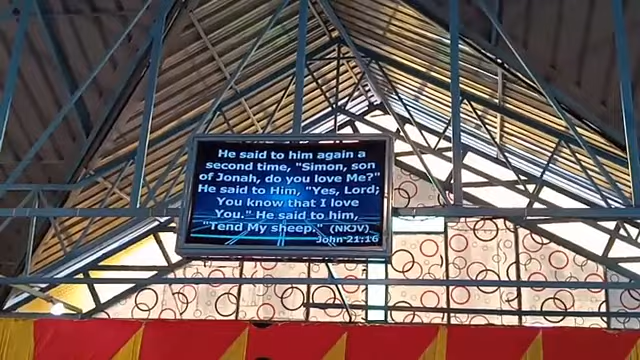 He said to him again a
second time, "Simon, son
of Jonah, do you love Me?"
He said to Him, "Yes, Lord;
You know that I love
You." He said to him,
"Tend My sheep." (NKJV)
John 21:16